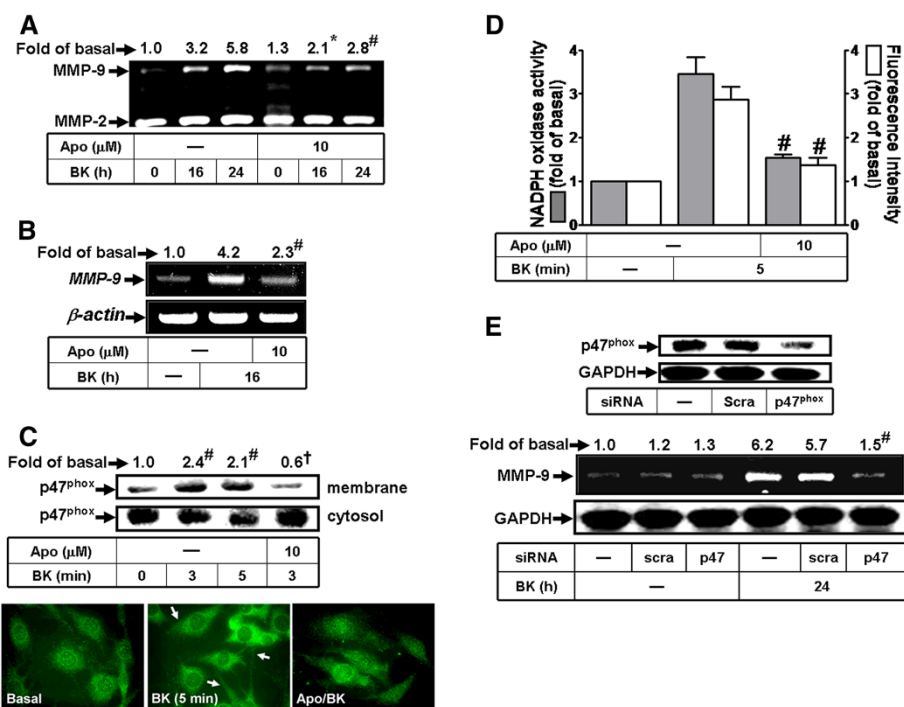 A
Fold of basal 1.0 3.2 5.8 1.3 2.1* 2.8#
MMP-9
MMP-2
Apo (µM) — 10
BK (h) 0 16 24 0 16 24
B
Fold of basal 1.0 4.2 2.3#
MMP-9
β-actin
Apo (µM) — 10
BK (h) — 16
C
Fold of basal 1.0 2.4# 2.1# 0.6†
p47phox membrane
p47phox cytosol
Apo (µM) — 10
BK (min) 0 3 5 3
Basal
BK (5 min)
Apo/BK
D
NADPH oxidase activity
(fold of basal)
4
3
2
1
0
# #
4
3
2
1
0
Fluorescence Intensity
(fold of basal)
Apo (µM) — 10
BK (min) — 5
E
p47phox
GAPDH
siRNA — Scra p47phox
Fold of basal 1.0 1.2 1.3 6.2 5.7 1.5#
MMP-9
GAPDH
siRNA — scra p47 — scra p47
BK (h) — 24